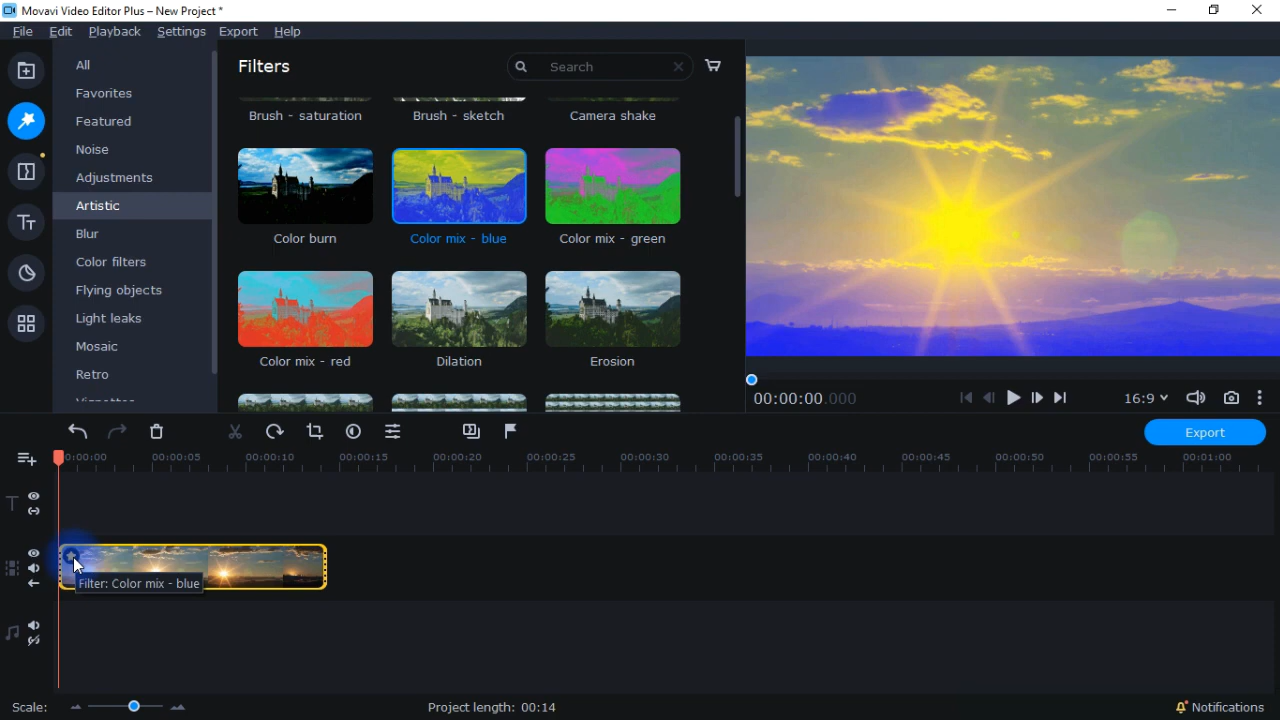 Movavi Video Editor Plus – New Project *
File Edit Playback Settings Export Help
All
Favorites
Featured
Noise
Adjustments
Artistic
Blur
Color filters
Flying objects
Light leaks
Mosaic
Retro
Filters
Search
Brush - saturation
Brush - sketch
Camera shake
Color burn
Color mix - blue
Color mix - green
Color mix - red
Dilation
Erosion
00:00:00.000
16:9
Export
00:00:05 00:00:10 00:00:15 00:00:20 00:00:25 00:00:30 00:00:35 00:00:40 00:00:45 00:00:50 00:00:55 00:01:00
Filter: Color mix - blue
Scale:
Project length: 00:14
Notifications